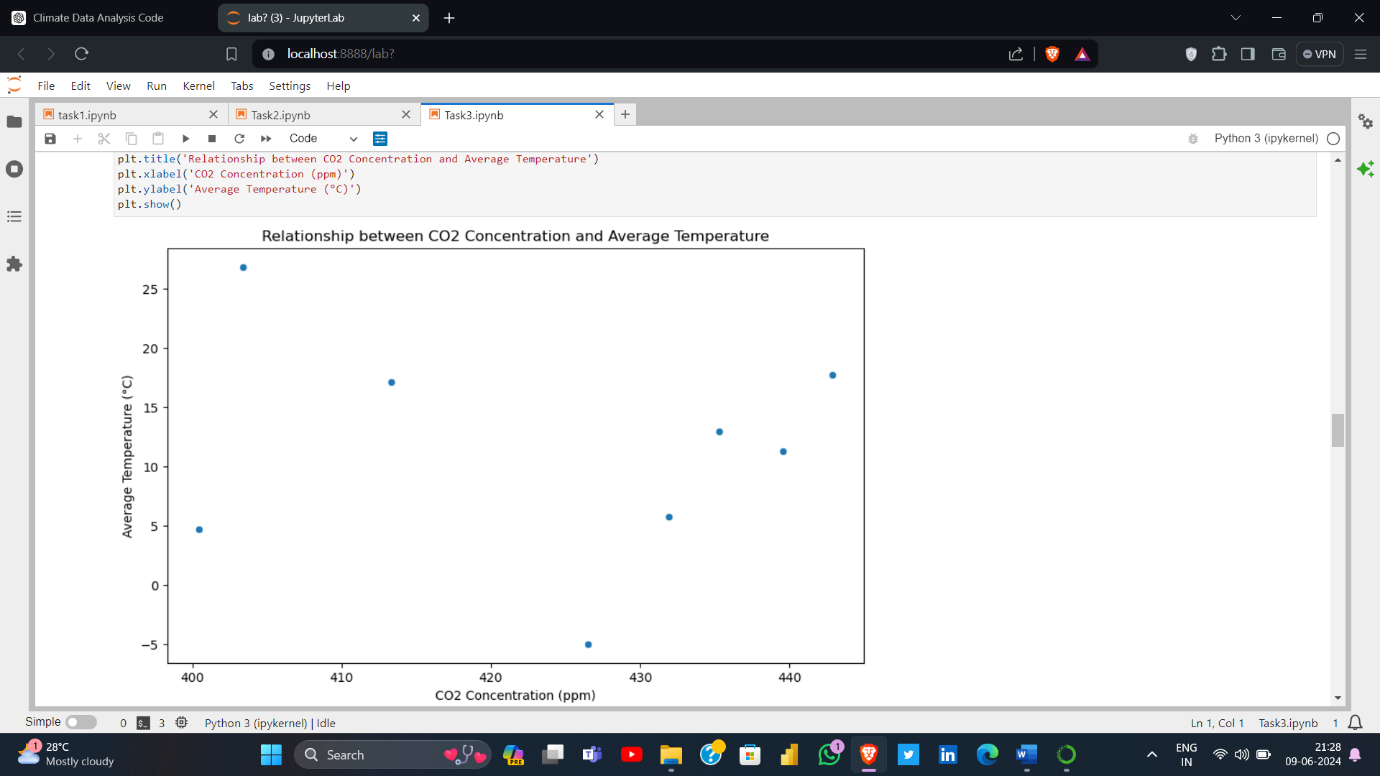 Climate Data Analysis Code
lab? (3) - JupyterLab
localhost:8888/lab?
VPN
File Edit View Run Kernel Tabs Settings Help
task1.ipynb
Task2.ipynb
Task3.ipynb
Code
Python 3 (ipykernel)
plt.title('Relationship between CO2 Concentration and Average Temperature')
plt.xlabel('CO2 Concentration (ppm)')
plt.ylabel('Average Temperature (°C)')
plt.show()
Relationship between CO2 Concentration and Average Temperature
Average Temperature (°C)
25
20
15
10
5
0
−5
400 410 420 430 440
CO2 Concentration (ppm)
Simple 0 $_ 3 Python 3 (ipykernel) | Idle
Ln 1, Col 1 Task3.ipynb 1
1
28°C
Mostly cloudy
Search
PRE
1
ENG
IN
21:28
09-06-2024